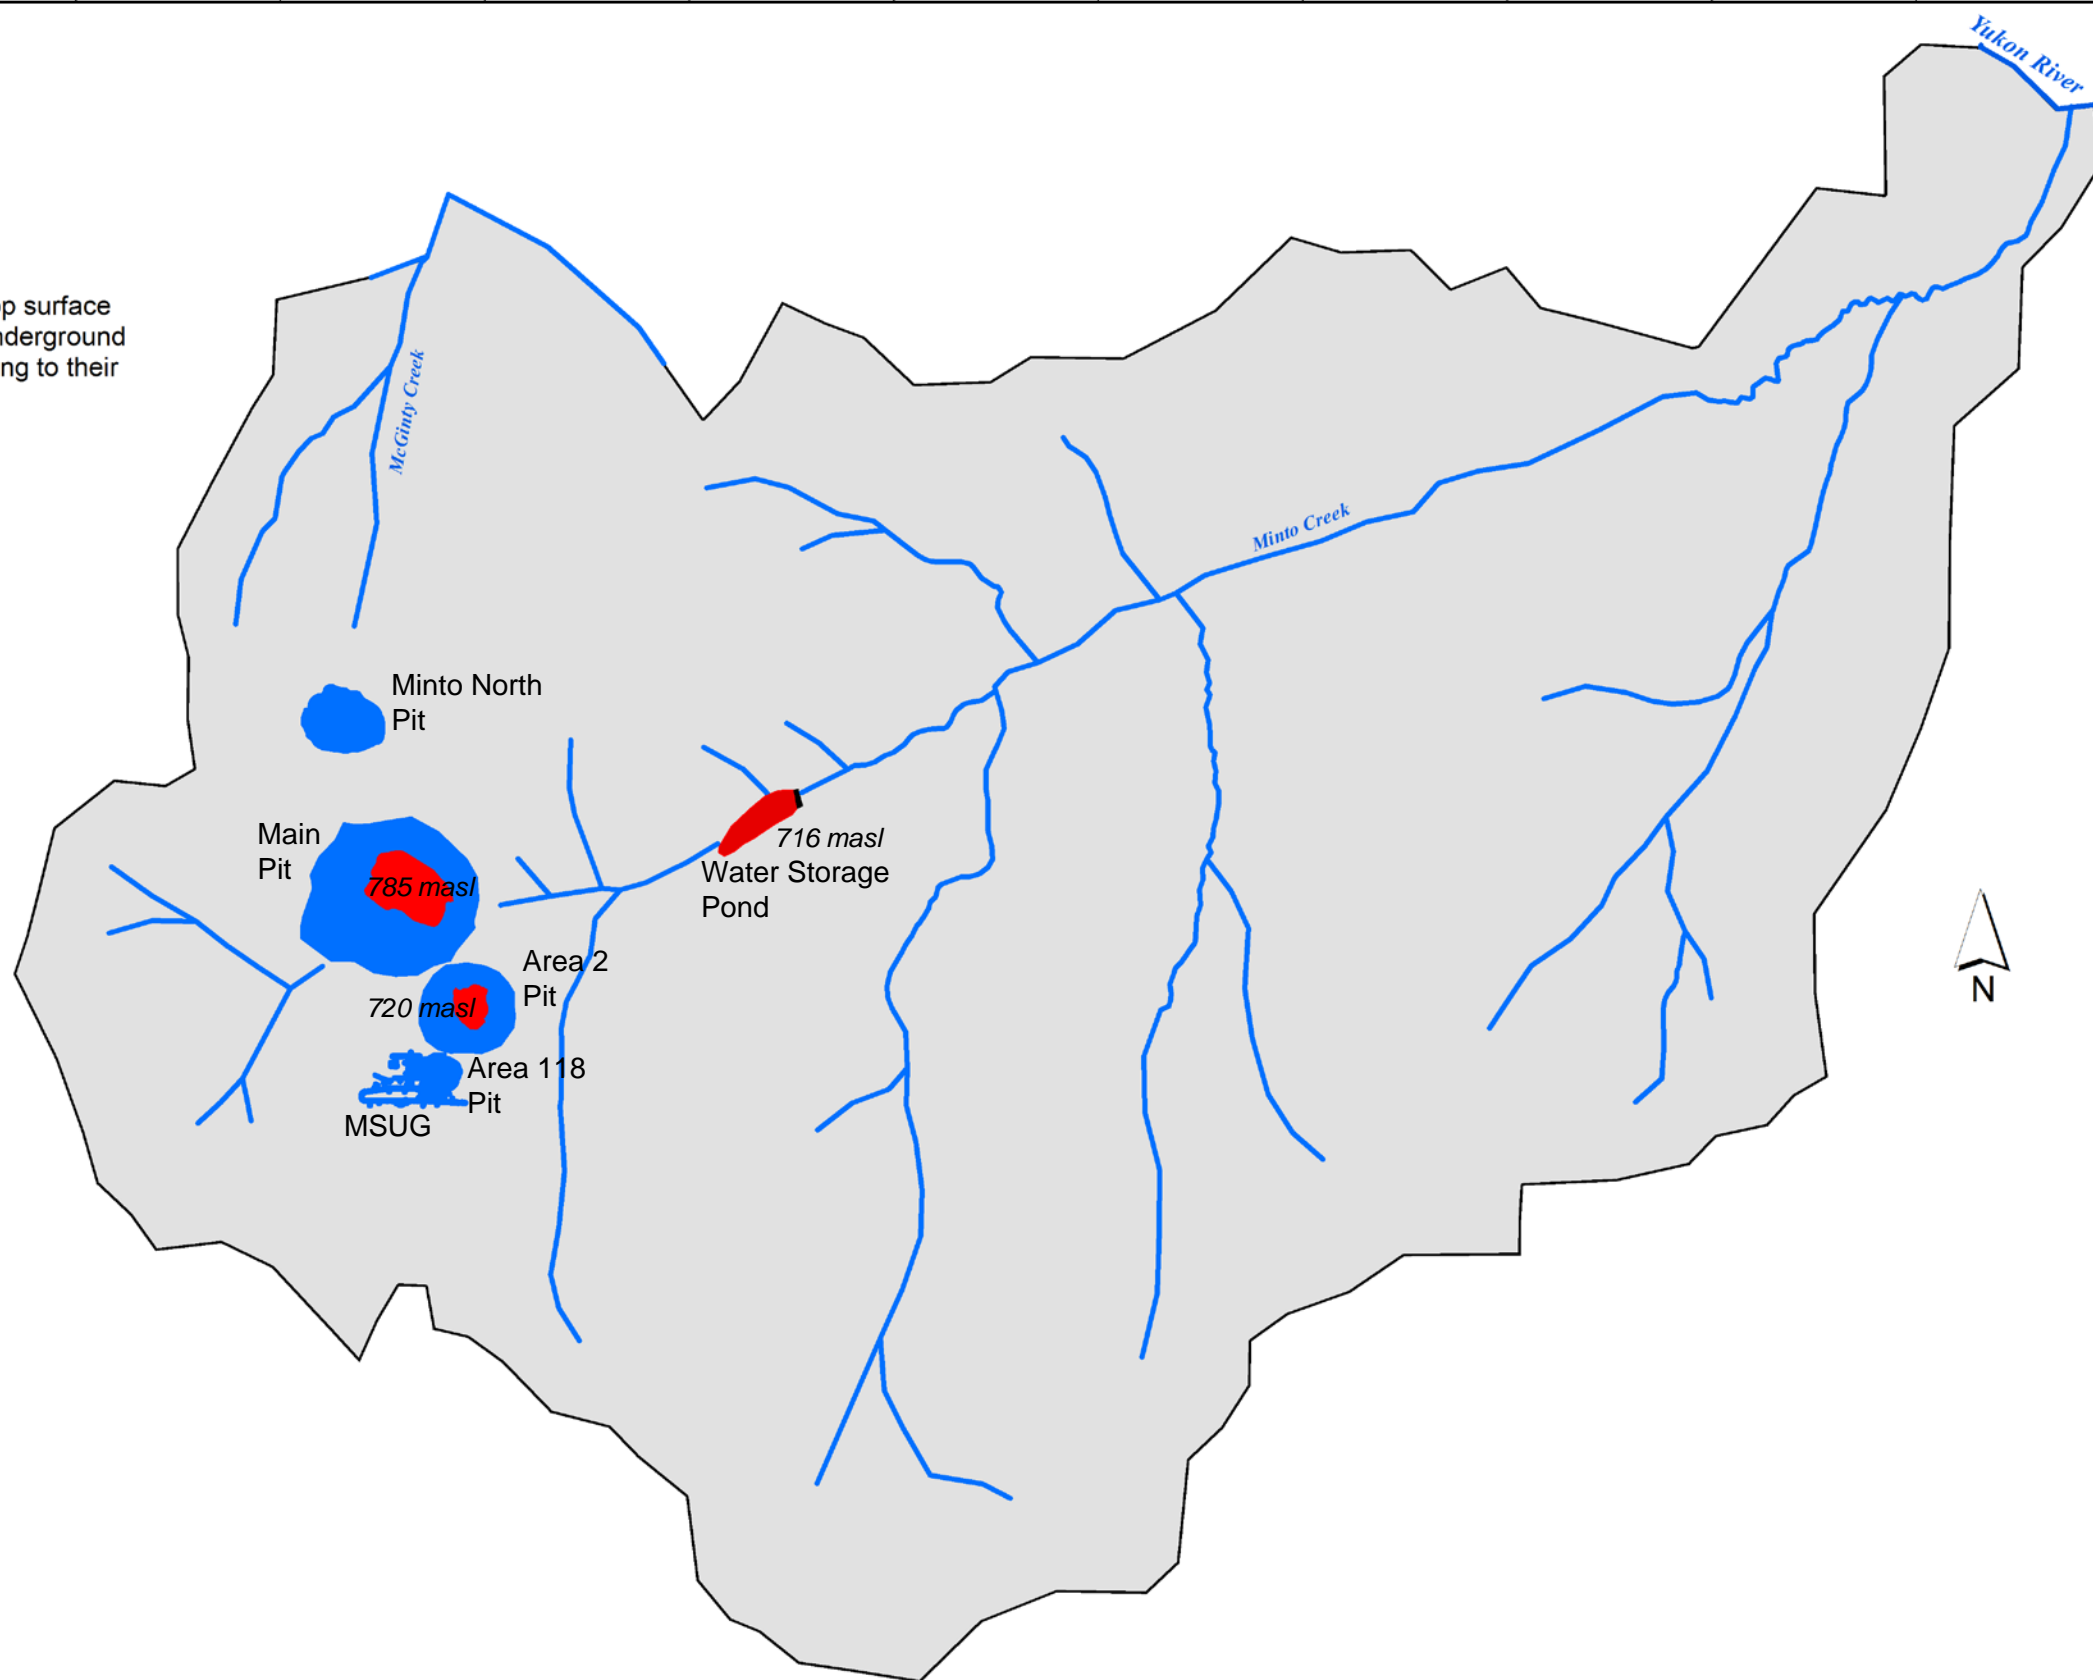 Yukon River
op surface
nderground
ng to their
McGinty Creek
Minto Creek
Minto North
Pit
Main
Pit
785 masl
716 masl
Water Storage
Pond
Area 2
Pit
720 masl
Area 118
Pit
MSUG
N